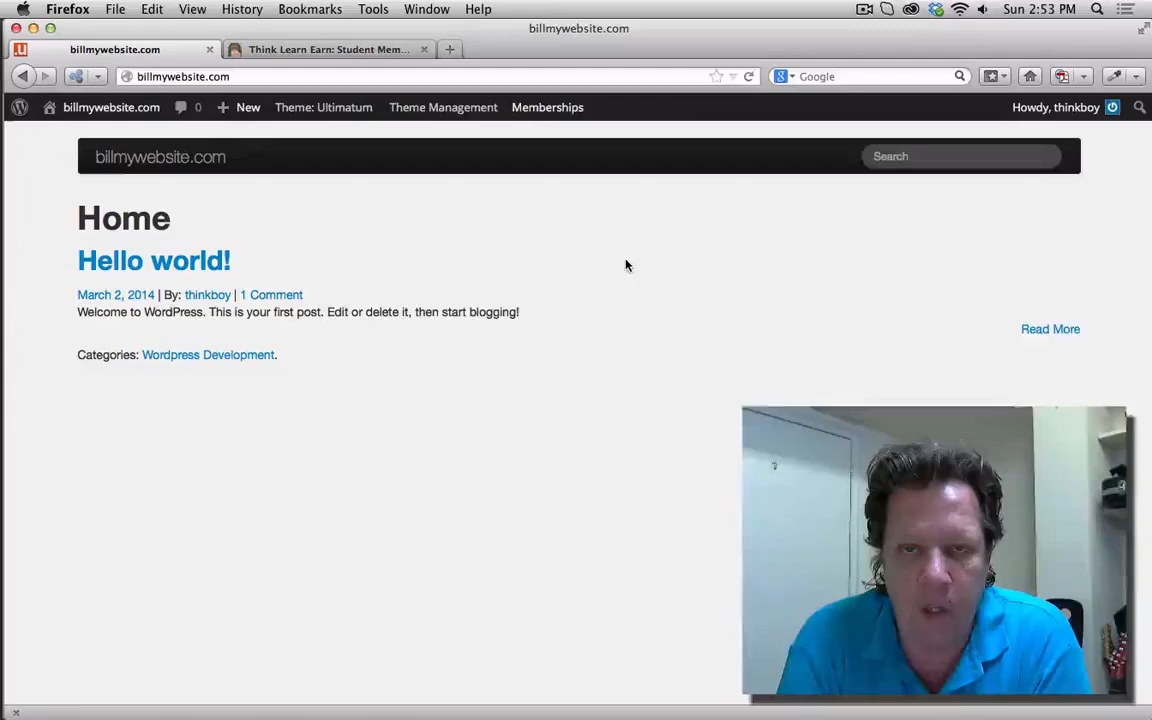 Firefox File Edit View History Bookmarks Tools Window Help Sun 2:53 PM
billmywebsite.com
billmywebsite.com Think Learn Earn: Student Mem...
billmywebsite.com Google
billmywebsite.com 0 New Theme: Ultimatum Theme Management Memberships Howdy, thinkboy
billmywebsite.com Search
Home
Hello world!
March 2, 2014 | By: thinkboy | 1 Comment
Welcome to WordPress. This is your first post. Edit or delete it, then start blogging!
Read More
Categories: Wordpress Development.